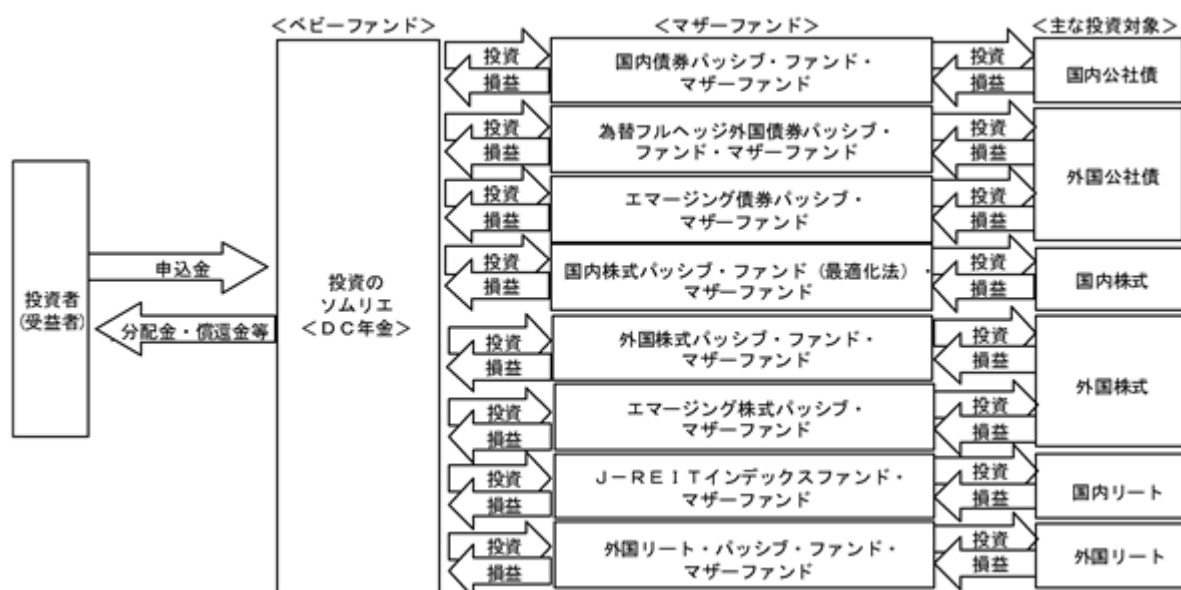 <ベビーファンド>
<マザーファンド>
<主な投資対象>
投資者
(受益者)
申込金
分配金・償還金等
投資の
ソムリエ
<DC年金>
投資
損益
国内債券パッシブ・ファンド・
マザーファンド
投資
損益
国内公社債
投資
損益
為替フルヘッジ外国債券パッシブ・
ファンド・マザーファンド
投資
損益
外国公社債
投資
損益
エマージング債券パッシブ・
マザーファンド
投資
損益
投資
損益
国内株式パッシブ・ファンド(最適化法)・
マザーファンド
投資
損益
国内株式
投資
損益
外国株式パッシブ・ファンド・
マザーファンド
投資
損益
外国株式
投資
損益
エマージング株式パッシブ・
マザーファンド
投資
損益
投資
損益
J-REITインデックスファンド・
マザーファンド
投資
損益
国内リート
投資
損益
外国リート・パッシブ・ファンド・
マザーファンド
投資
損益
外国リート